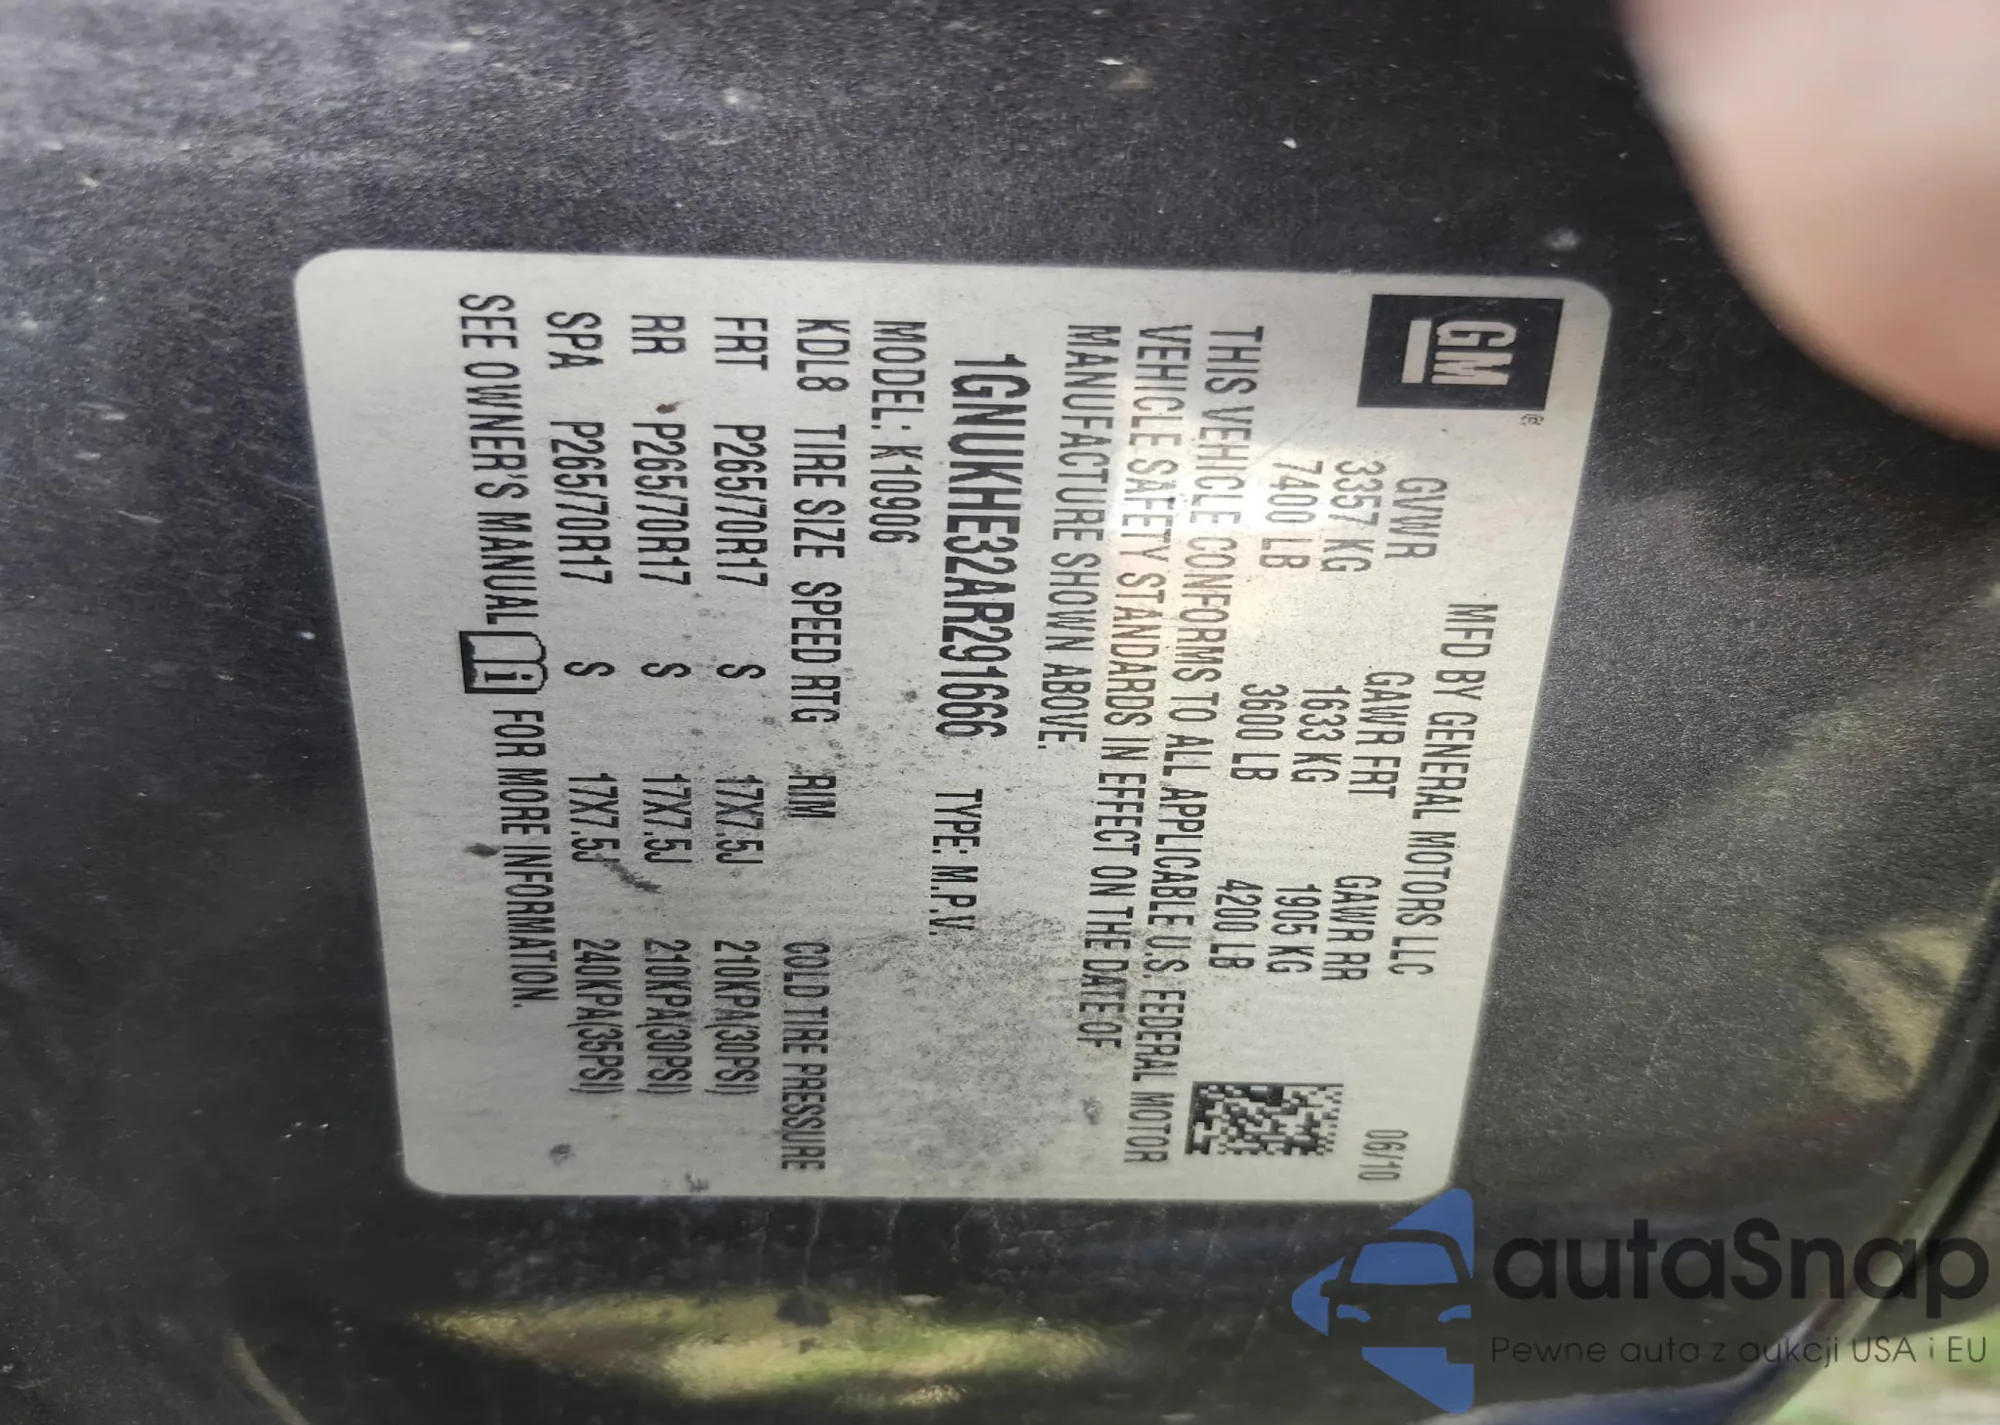 GM
MFD BY GENERAL MOTORS LLC 06/10
GVWR GAWR FRT GAWR RR
3357 KG 1633 KG 1905 KG
7400 LB 3600 LB 4200 LB
THIS VEHICLE CONFORMS TO ALL APPLICABLE U.S. FEDERAL MOTOR
VEHICLE SAFETY STANDARDS IN EFFECT ON THE DATE OF
MANUFACTURE SHOWN ABOVE.
1GNUKHE32AR291666 TYPE: M.P.V.
MODEL: K10906
KDL8 TIRE SIZE SPEED RTG RIM COLD TIRE PRESSURE
FRT P265/70R17 S 17X7.5J 210KPA(30PSI)
RR P265/70R17 S 17X7.5J 210KPA(30PSI)
SPA P265/70R17 S 17X7.5J 240KPA(35PSI)
SEE OWNER'S MANUAL i FOR MORE INFORMATION.
autaSnap
Pewne auta z aukcji USA i EU